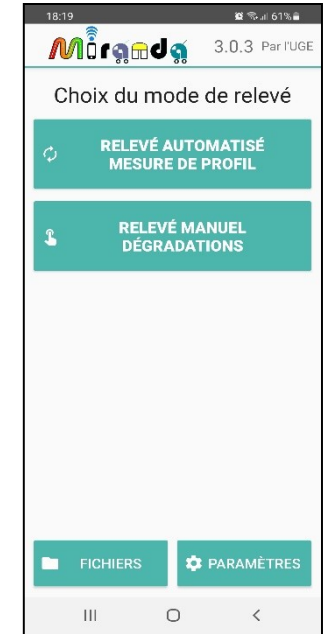 18:19 61%
Miranda 3.0.3 Par l'UGE
Choix du mode de relevé
RELEVÉ AUTOMATISÉ
MESURE DE PROFIL
RELEVÉ MANUEL
DÉGRADATIONS
FICHIERS PARAMÈTRES